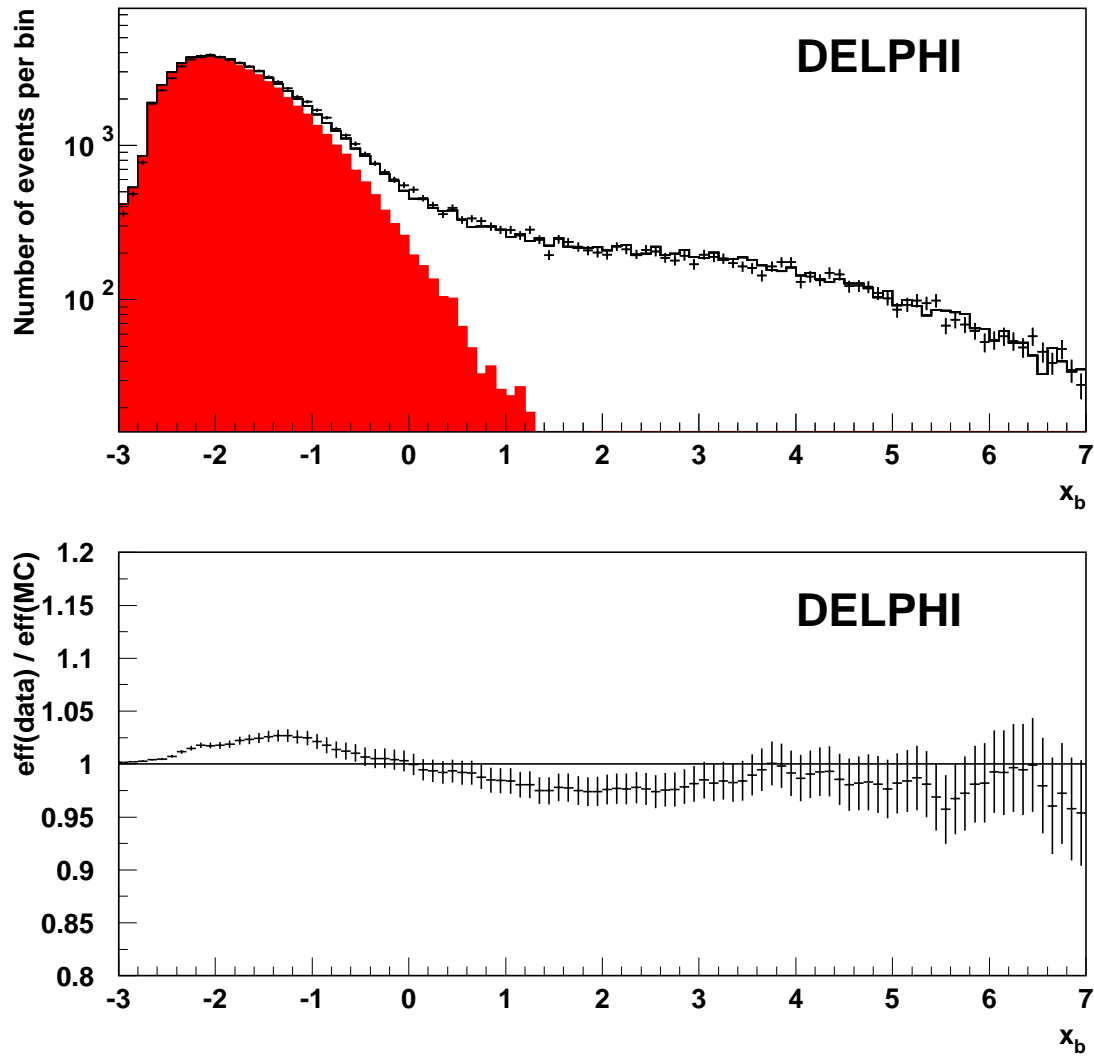 Number of events per bin
DELPHI
10 3
10 2
-3 -2 -1 0 1 2 3 4 5 6 7
x b
eff(data) / eff(MC)
DELPHI
1.2
1.15
1.1
1.05
1
0.95
0.9
0.85
0.8
-3 -2 -1 0 1 2 3 4 5 6 7
x b